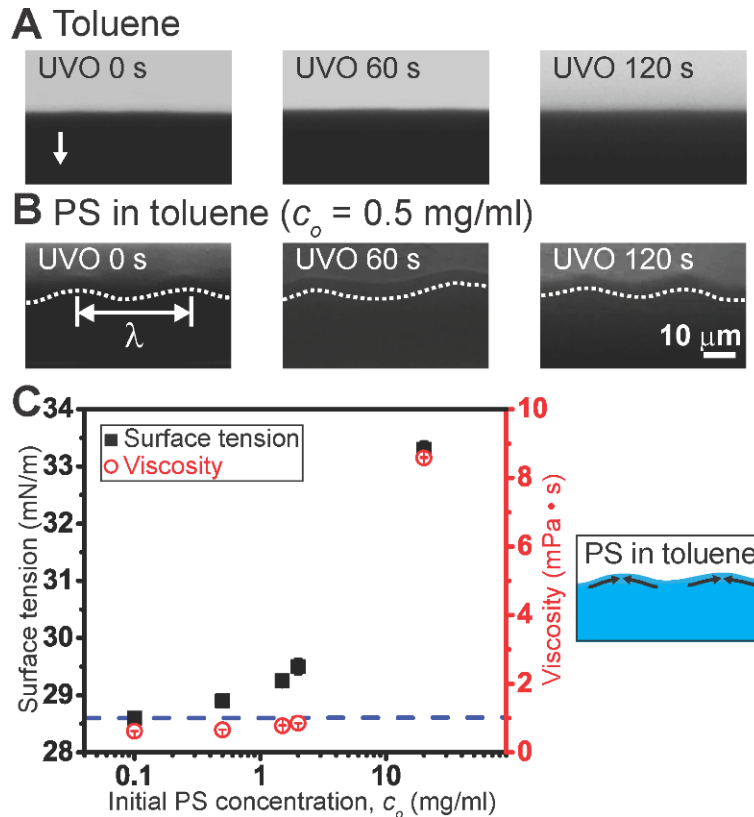 A Toluene
UVO 0 s
UVO 60 s
UVO 120 s
B PS in toluene (cₒ = 0.5 mg/ml)
UVO 0 s
UVO 60 s
UVO 120 s
λ
10 μm
C
34
33
32
31
30
29
28
Surface tension (mN/m)
Surface tension
Viscosity
10
8
6
4
2
0
Viscosity (mPa • s)
0.1
1
10
Initial PS concentration, cₒ (mg/ml)
PS in toluene